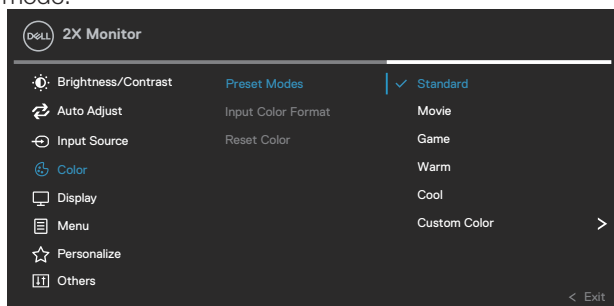 mode.
DELL 2X Monitor
Brightness/Contrast Preset Modes Standard
Auto Adjust Input Color Format Movie
Input Source Reset Color Game
Color Warm
Display Cool
Menu Custom Color >
Personalize
Others
< Exit